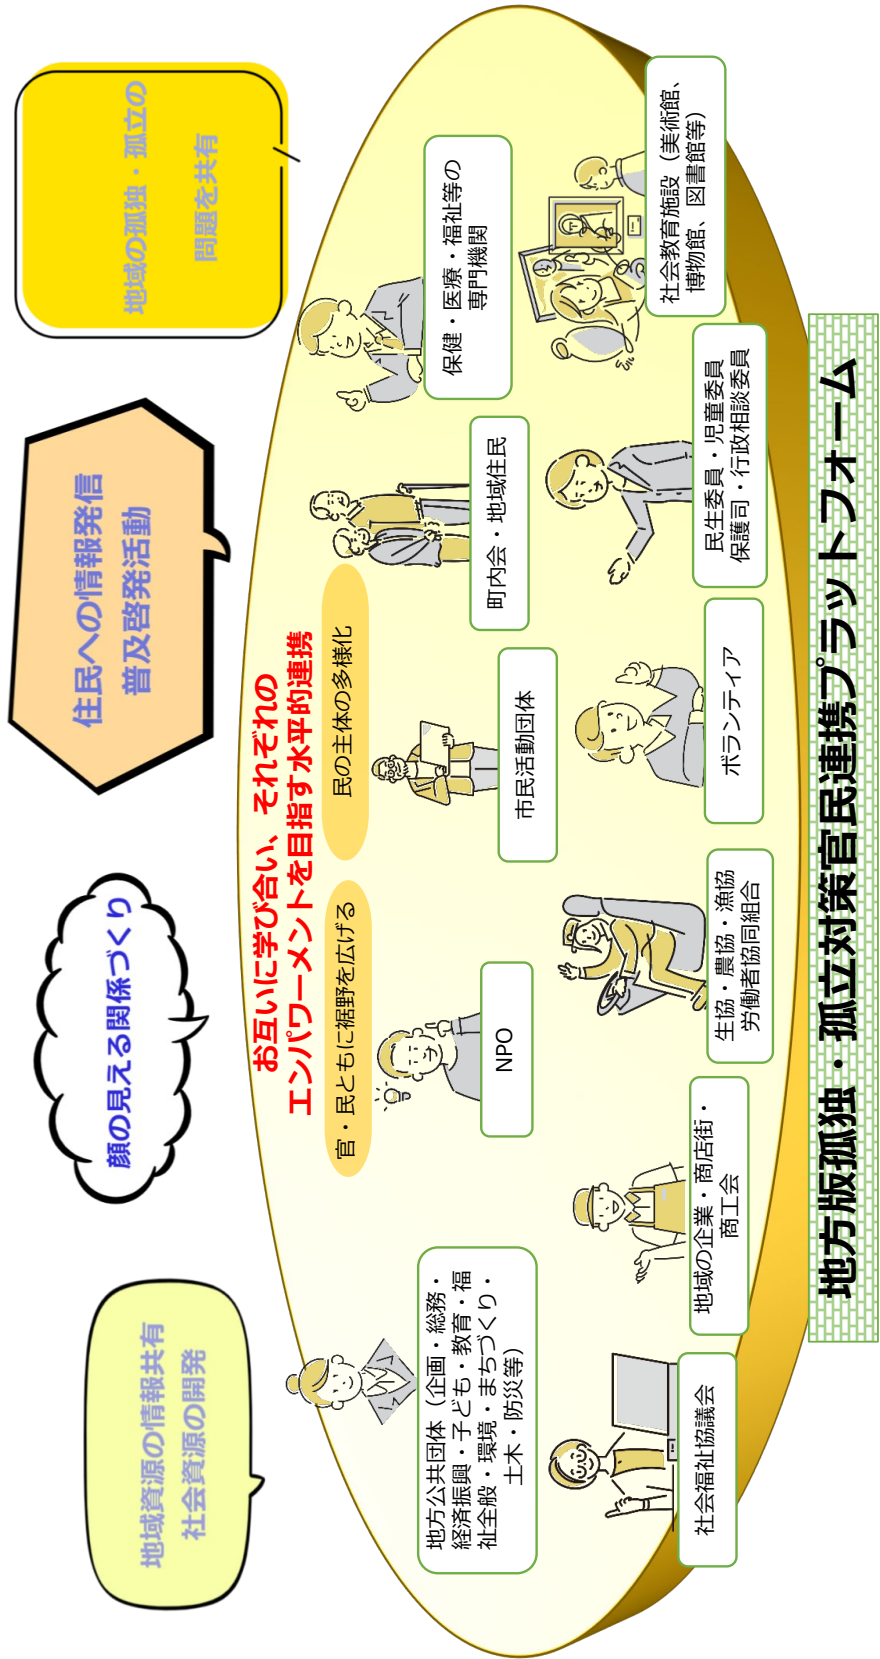 地域資源の情報共有
社会資源の開発
顔の見える関係づくり
住民への情報発信
普及啓発活動
地域の孤独・孤立の
問題を共有
お互いに学び合い、それぞれの
エンパワーメントを目指す水平的連携
官・民ともに裾野を広げる
民の主体の多様化
地方公共団体（企画・総務・
経済振興・子ども・教育・福
祉全般・環境・まちづくり・
土木・防災等）
NPO
市民活動団体
町内会・地域住民
保健・医療・福祉等の
専門機関
社会福祉協議会
地域の企業・商店街・
商工会
生協・農協・漁協
労働者協同組合
ボランティア
民生委員・児童委員
保護司・行政相談委員
社会教育施設（美術館、
博物館、図書館等）
地方版孤独・孤立対策官民連携プラットフォーム